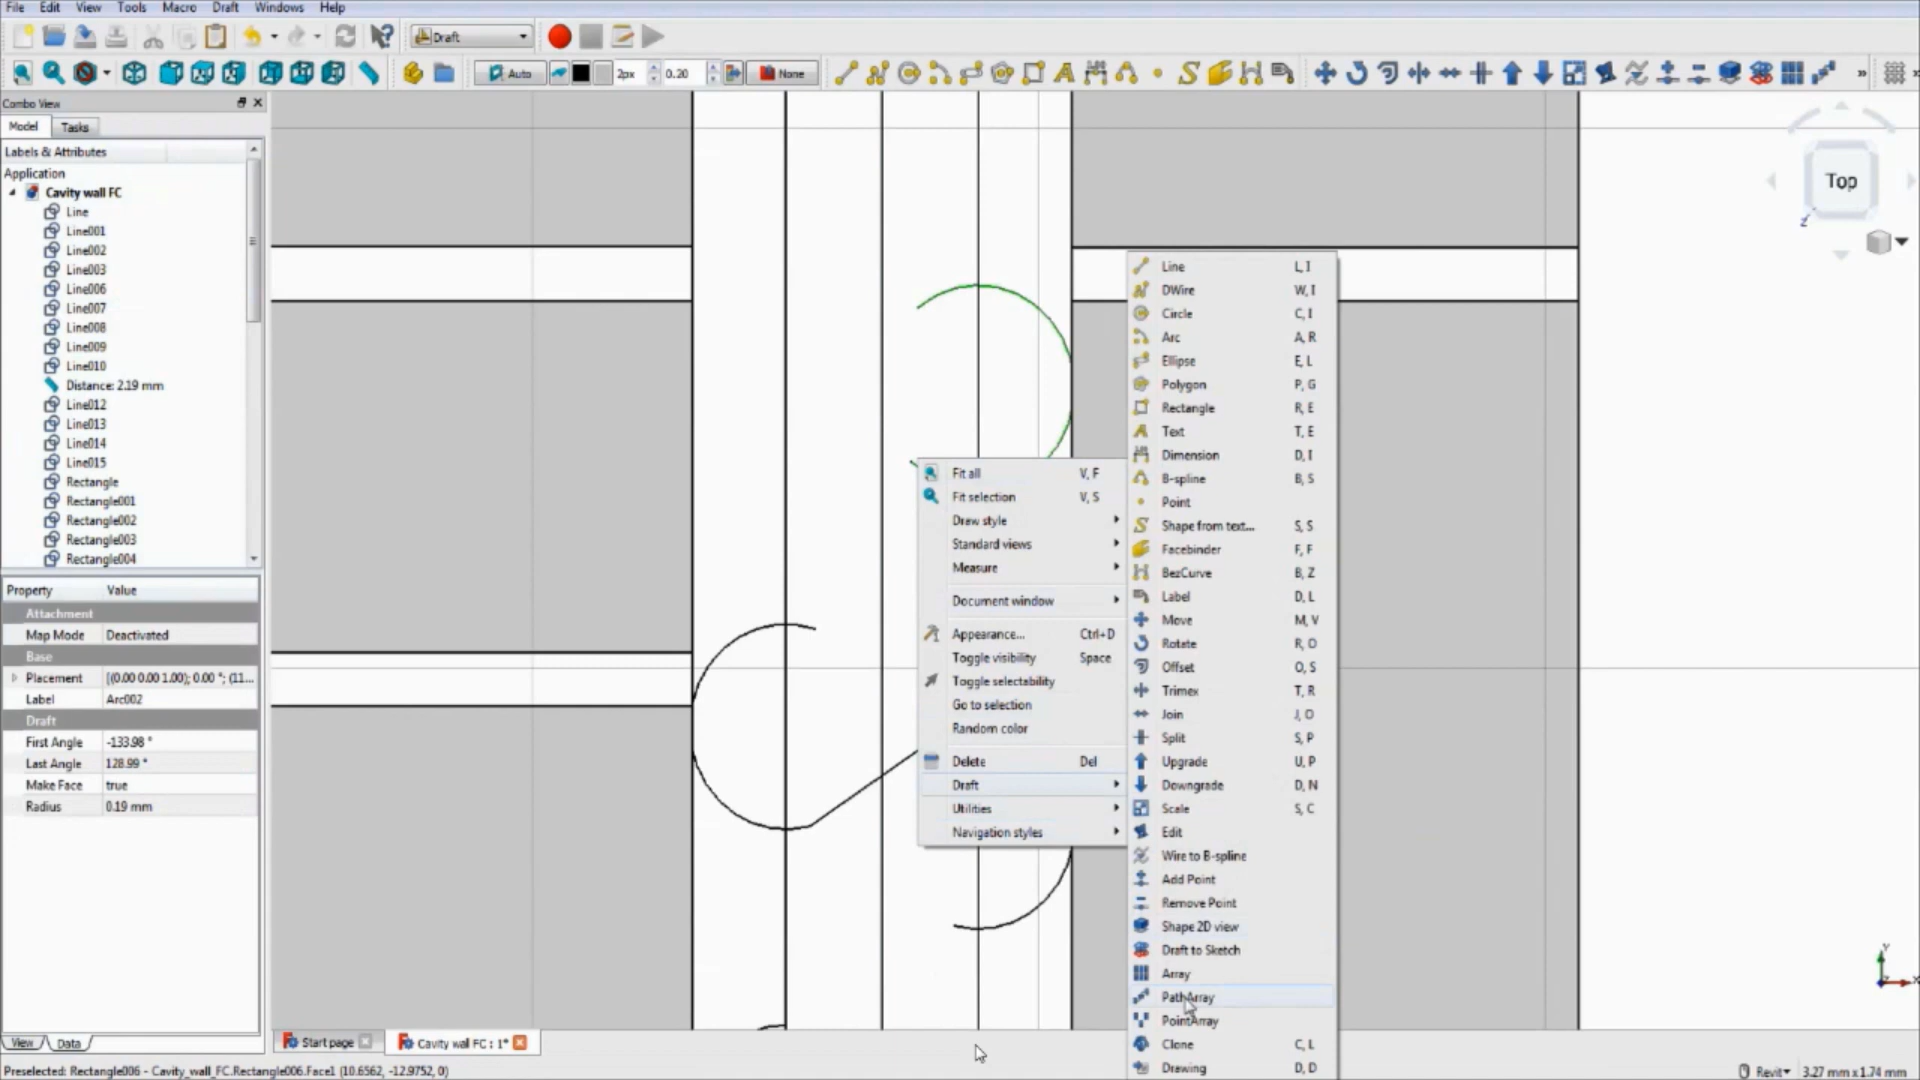 File Edit View Tools Macro Draft Windows Help
Draft
Auto 2px 0.20 None
Combo View
Model Tasks
Labels & Attributes
Application
Cavity wall FC
Line
Line001
Line002
Line003
Line006
Line007
Line008
Line009
Line010
Distance: 2.19 mm
Line012
Line013
Line014
Line015
Rectangle
Rectangle001
Rectangle002
Rectangle003
Rectangle004
Property Value
Attachment
Map Mode Deactivated
Base
Placement [(0.00 0.00 1.00); 0.00 °; (11...
Label Arc002
Draft
First Angle -133.98 °
Last Angle 128.99 °
Make Face true
Radius 0.19 mm
View Data
Fit all V, F
Fit selection V, S
Draw style
Standard views
Measure
Document window
Appearance... Ctrl+D
Toggle visibility Space
Toggle selectability
Go to selection
Random color
Delete Del
Draft
Utilities
Navigation styles
Line L, I
DWire W, I
Circle C, I
Arc A, R
Ellipse E, L
Polygon P, G
Rectangle R, E
Text T, E
Dimension D, I
B-spline B, S
Point
Shape from text... S, S
Facebinder F, F
BezCurve B, Z
Label D, L
Move M, V
Rotate R, O
Offset O, S
Trimex T, R
Join J, O
Split S, P
Upgrade U, P
Downgrade D, N
Scale S, C
Edit
Wire to B-spline
Add Point
Remove Point
Shape 2D view
Draft to Sketch
Array
PathArray
PointArray
Clone C, L
Drawing D, D
Top
Z
Y
X
Start page Cavity wall FC : 1*
Preselected: Rectangle006 - Cavity_wall_FC.Rectangle006.Face1 (10.6562, -12.9752, 0)
Revit 3.27 mm x 1.74 mm